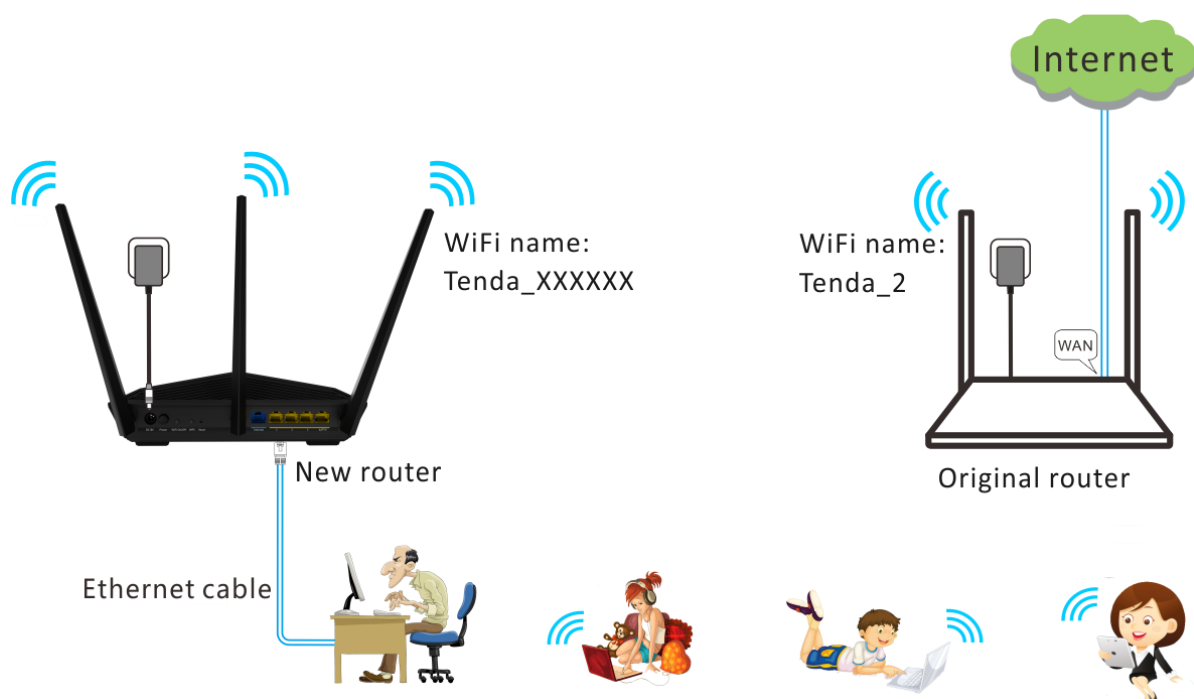 Internet
WiFi name:
Tenda_XXXXXX
WiFi name:
Tenda_2
WAN
New router
Original router
Ethernet cable